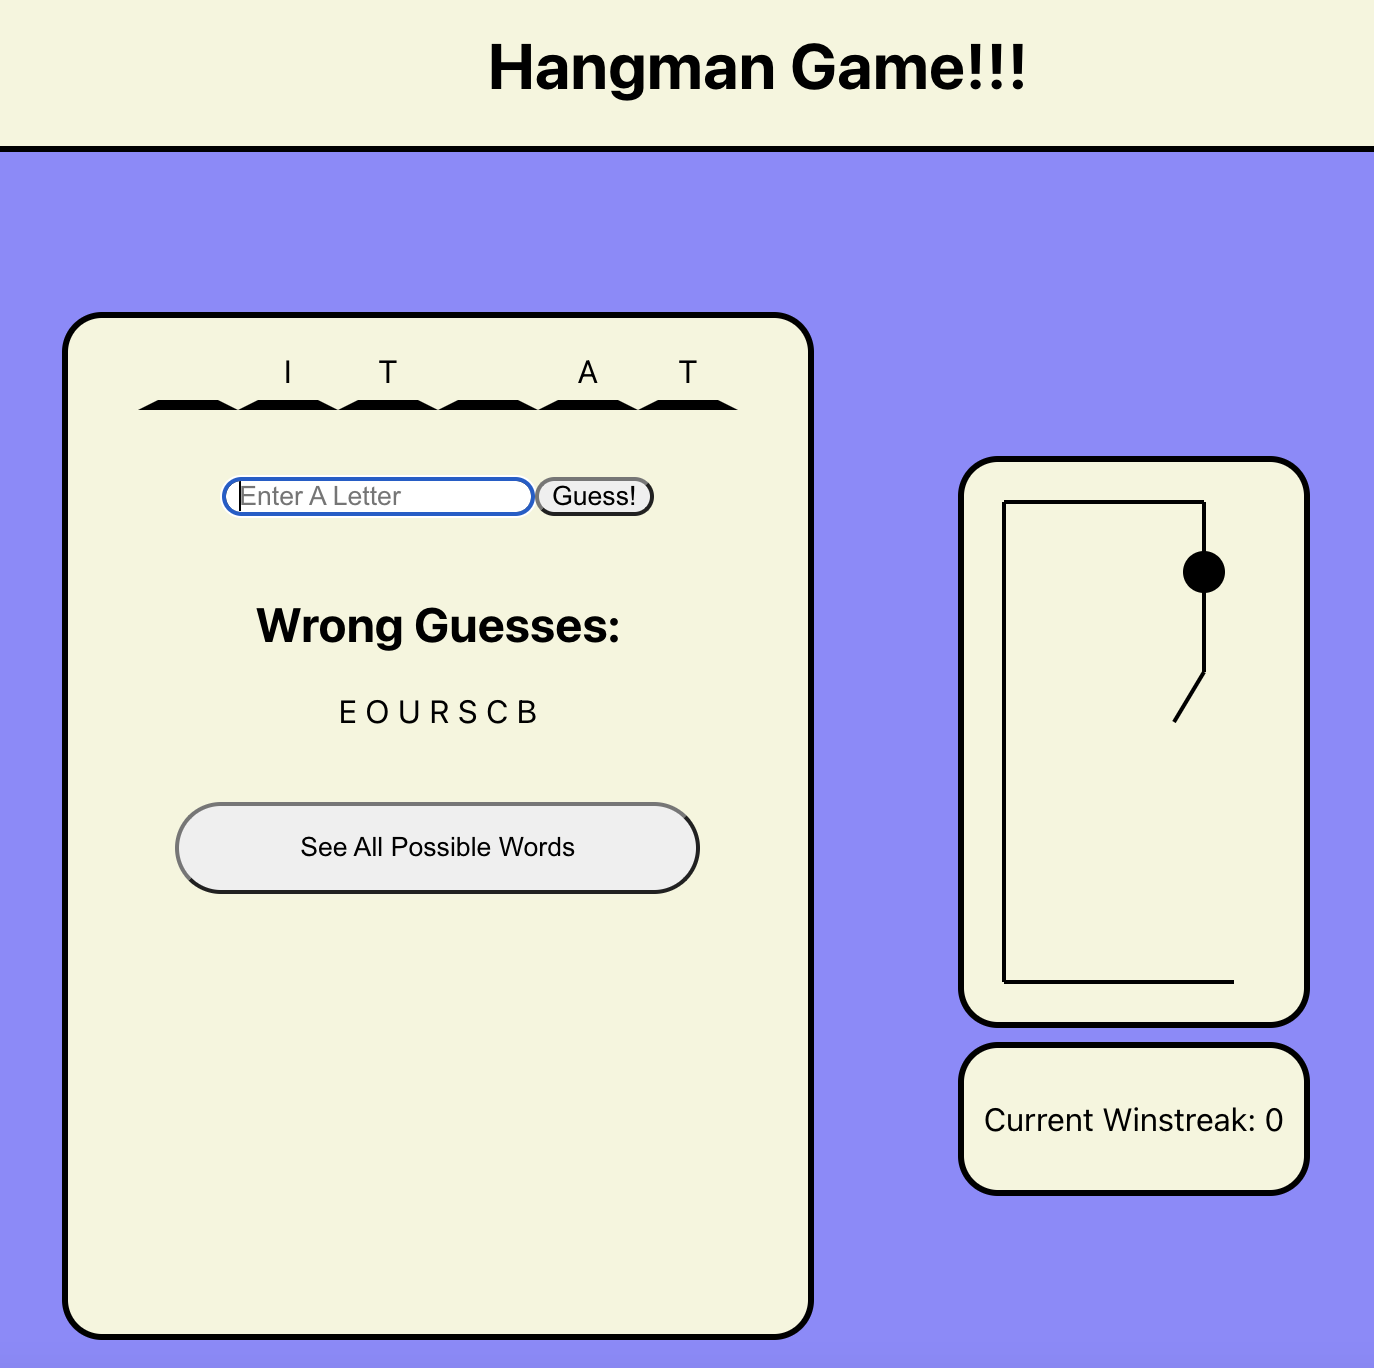 Hangman Game!!!
I T A T
Enter A Letter Guess!
Wrong Guesses:
E O U R S C B
See All Possible Words
Current Winstreak: 0